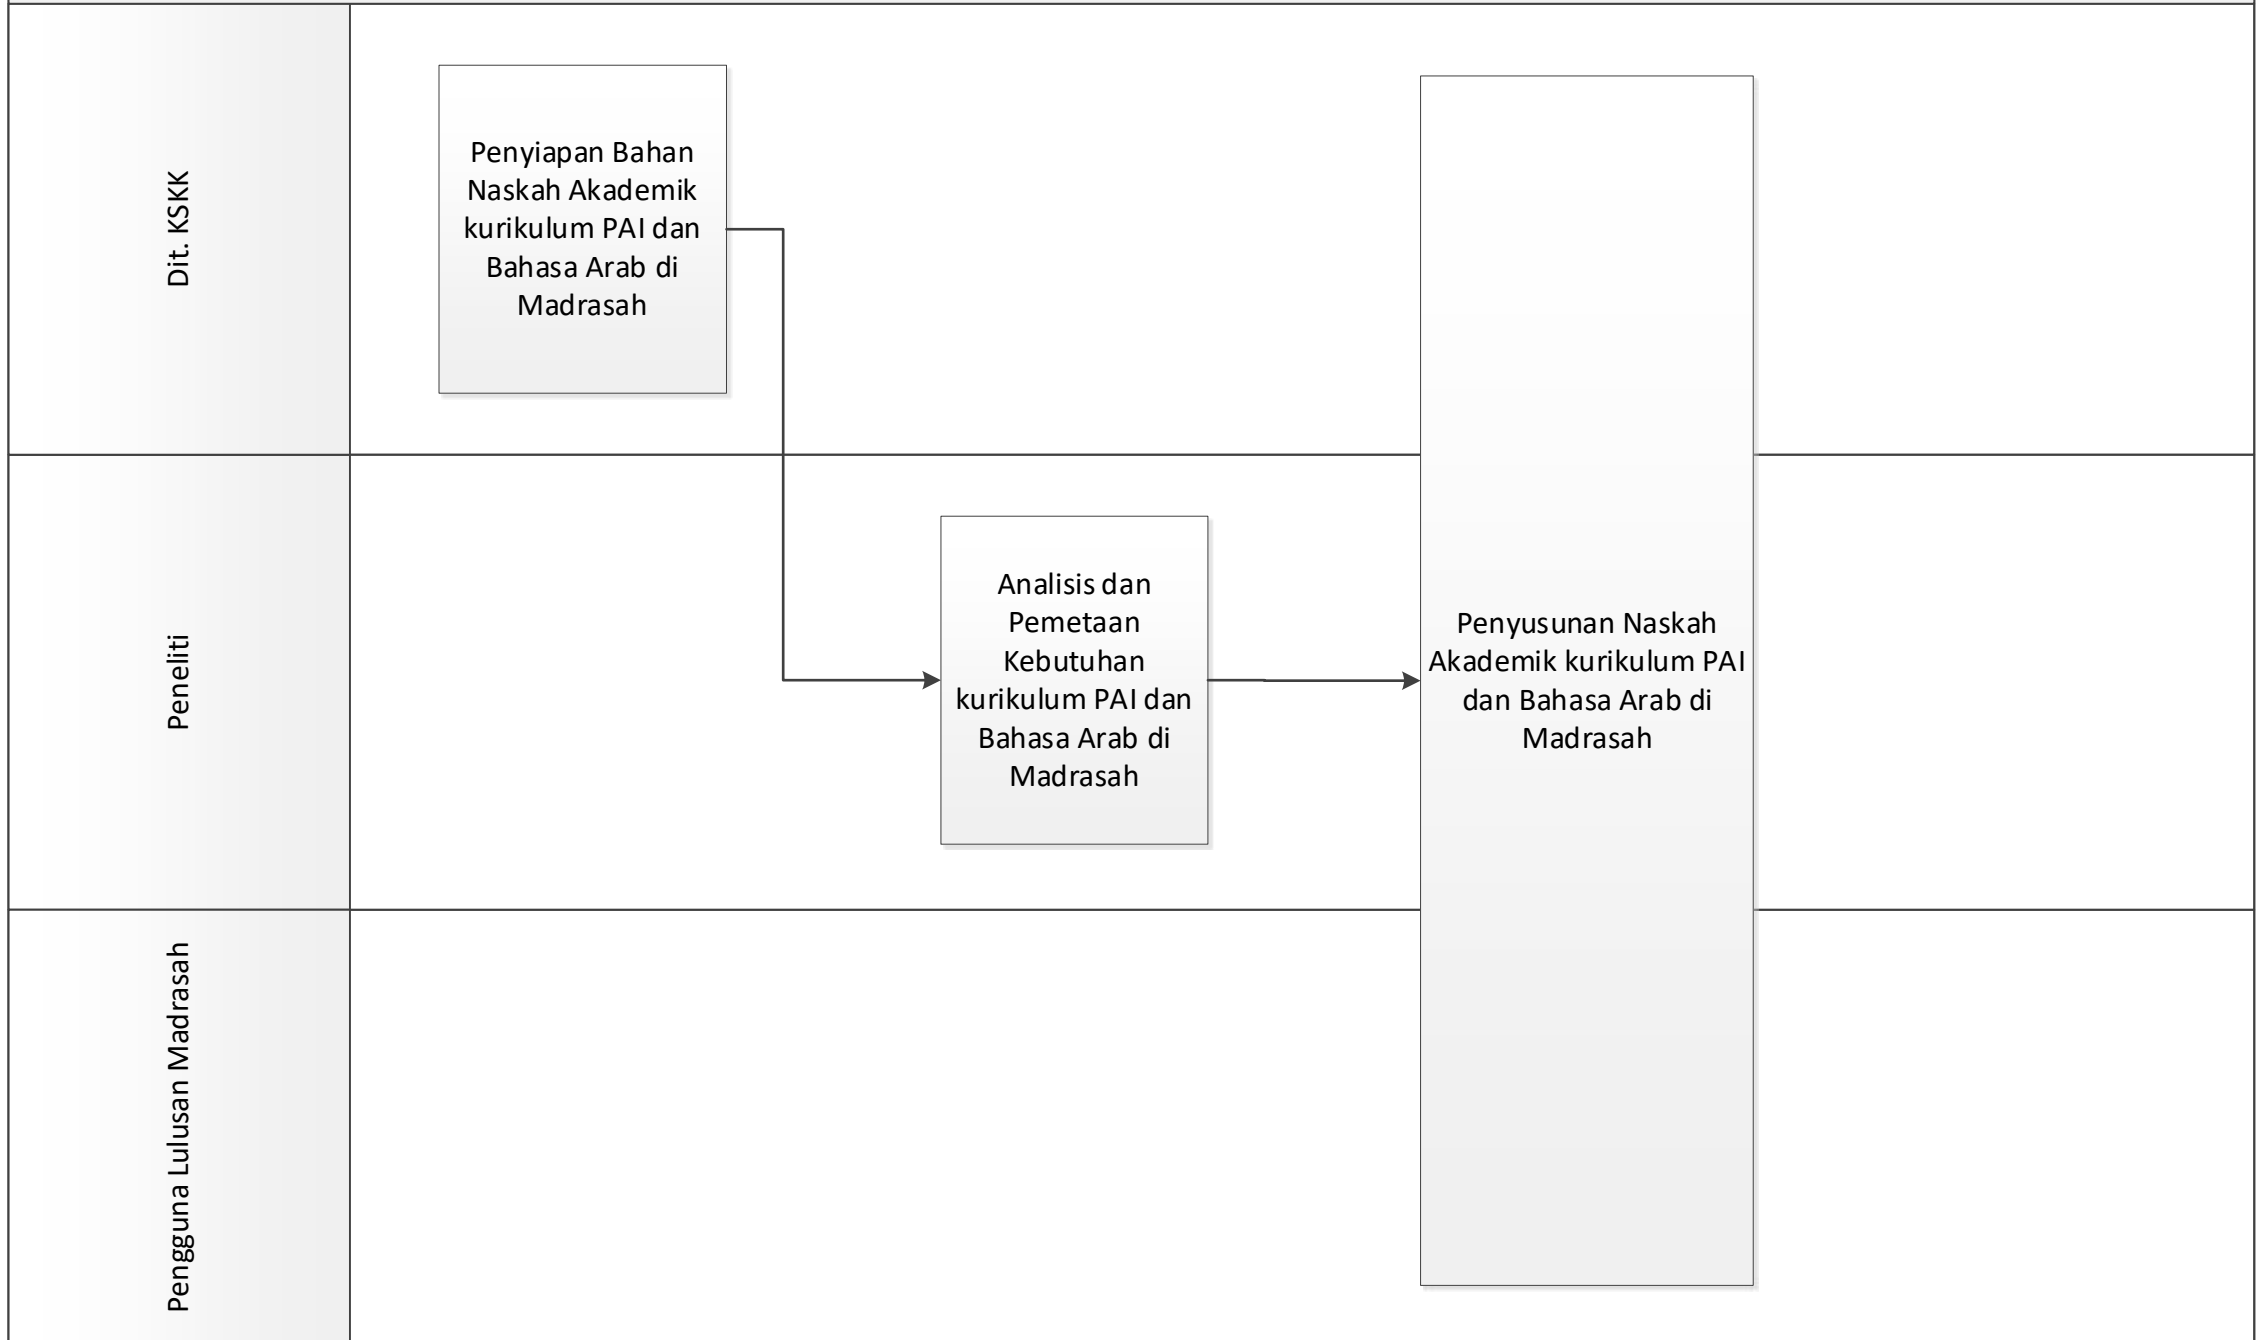 Dit. KSKK
Penyiapan Bahan
Naskah Akademik
kurikulum PAI dan
Bahasa Arab di
Madrasah
Peneliti
Analisis dan
Pemetaan
Kebutuhan
kurikulum PAI dan
Bahasa Arab di
Madrasah
Penyusunan Naskah
Akademik kurikulum PAI
dan Bahasa Arab di
Madrasah
Pengguna Lulusan Madrasah